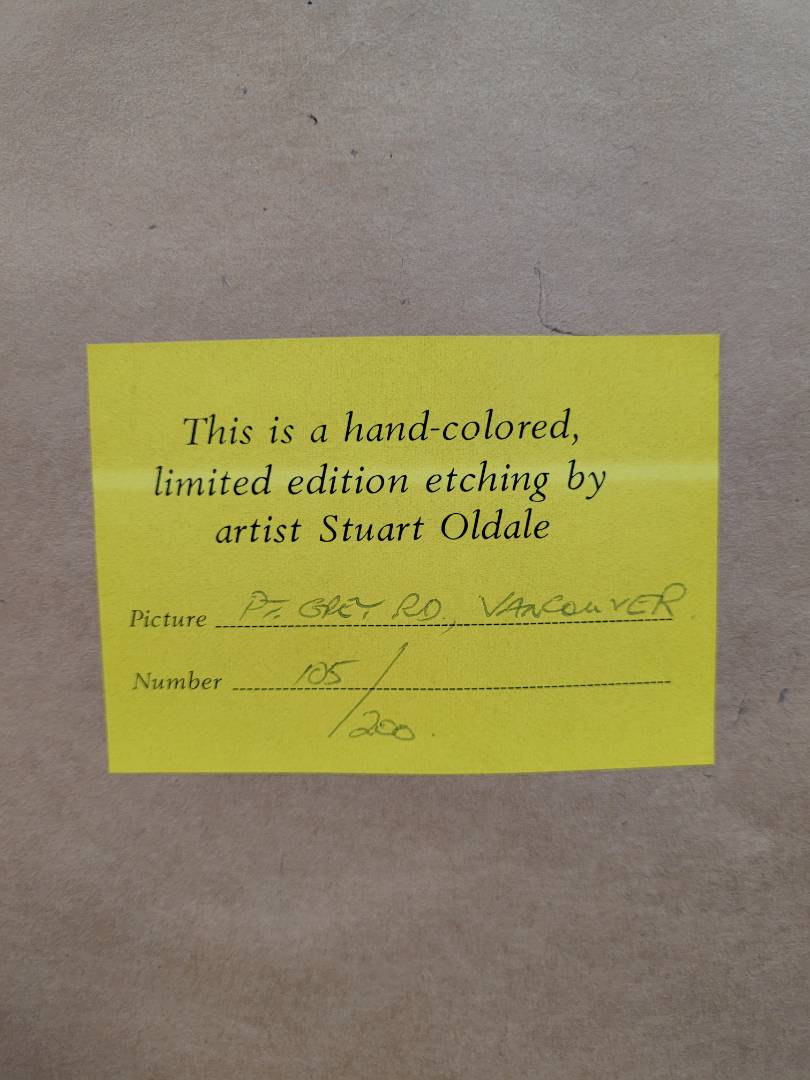 This is a hand-colored,
limited edition etching by
artist Stuart Oldale
Picture PT. GREY RD., VANCOUVER.
Number 105/200.